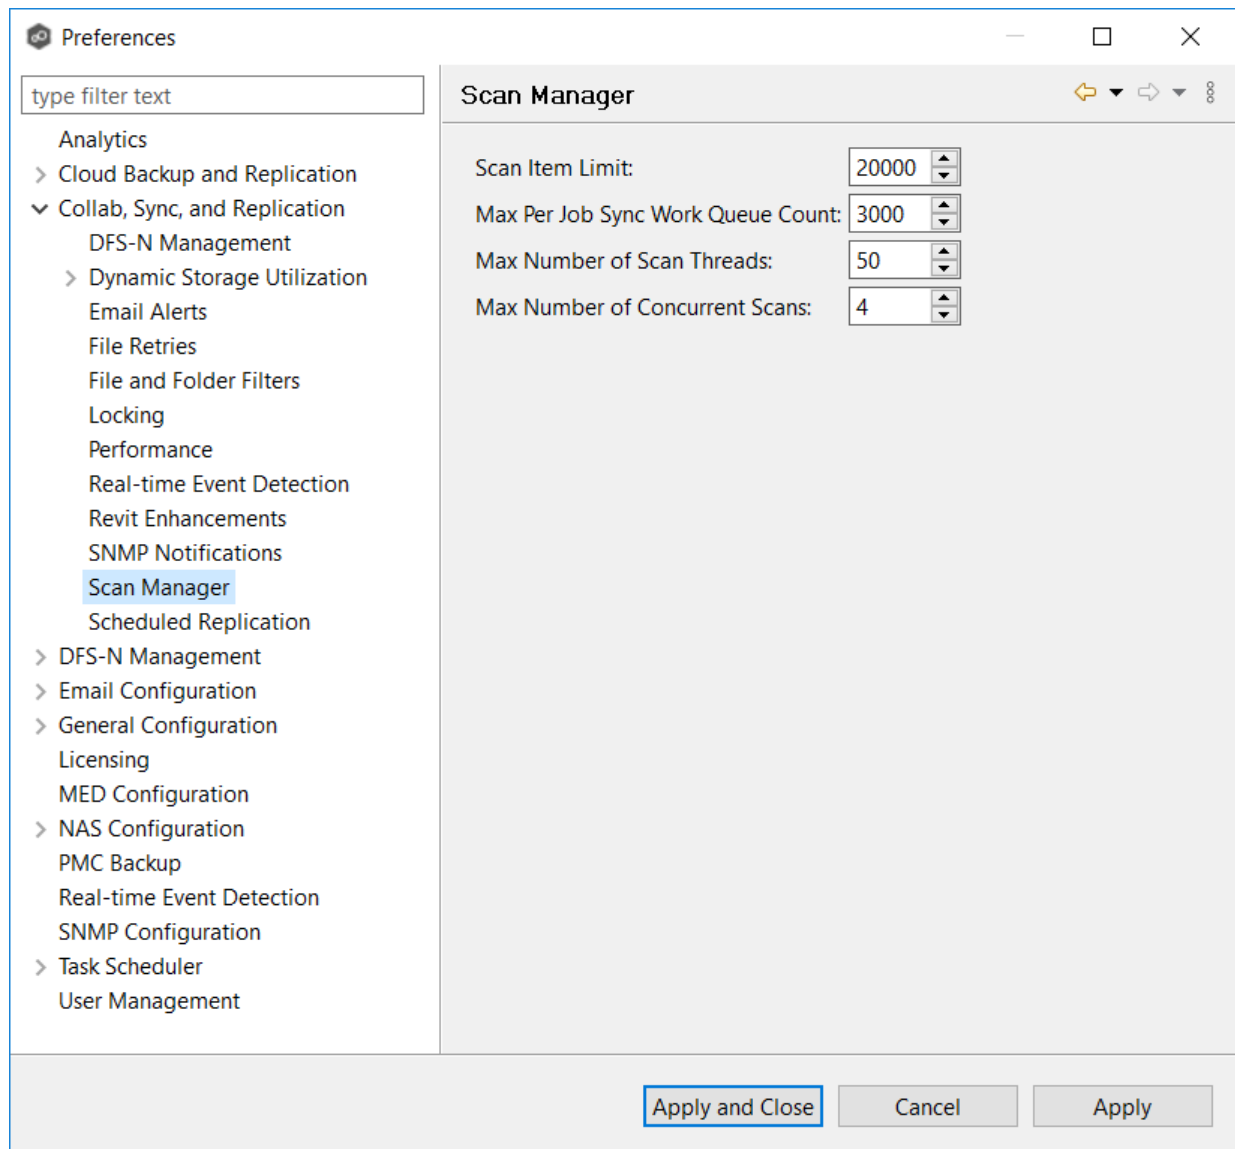 Preferences
type filter text
Analytics
Cloud Backup and Replication
Collab, Sync, and Replication
DFS-N Management
Dynamic Storage Utilization
Email Alerts
File Retries
File and Folder Filters
Locking
Performance
Real-time Event Detection
Revit Enhancements
SNMP Notifications
Scan Manager
Scheduled Replication
DFS-N Management
Email Configuration
General Configuration
Licensing
MED Configuration
NAS Configuration
PMC Backup
Real-time Event Detection
SNMP Configuration
Task Scheduler
User Management
Scan Manager
Scan Item Limit: 20000
Max Per Job Sync Work Queue Count: 3000
Max Number of Scan Threads: 50
Max Number of Concurrent Scans: 4
Apply and Close Cancel Apply